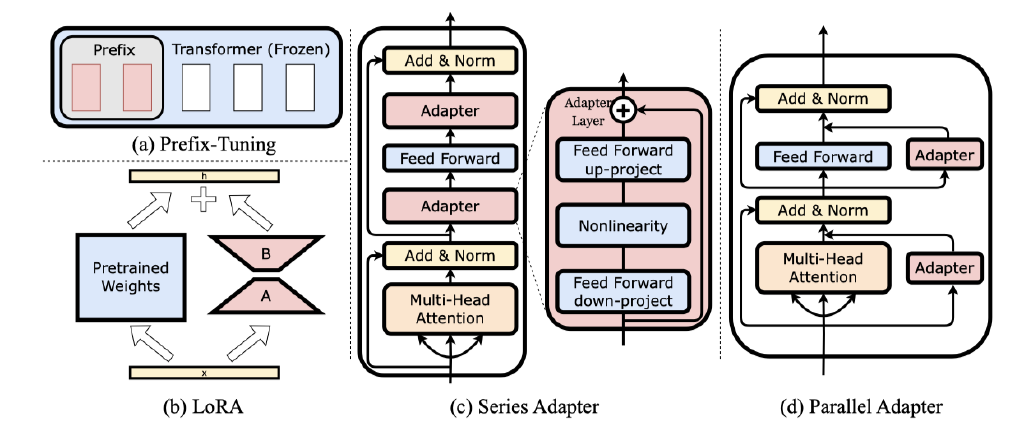 Prefix
Transformer (Frozen)
(a) Prefix-Tuning
h
Pretrained
Weights
B
A
x
(b) LoRA
Add & Norm
Adapter
Feed Forward
Adapter
Add & Norm
Multi-Head
Attention
Adapter
Layer
+
Feed Forward
up-project
Nonlinearity
Feed Forward
down-project
(c) Series Adapter
Add & Norm
Feed Forward
Adapter
Add & Norm
Multi-Head
Attention
Adapter
(d) Parallel Adapter